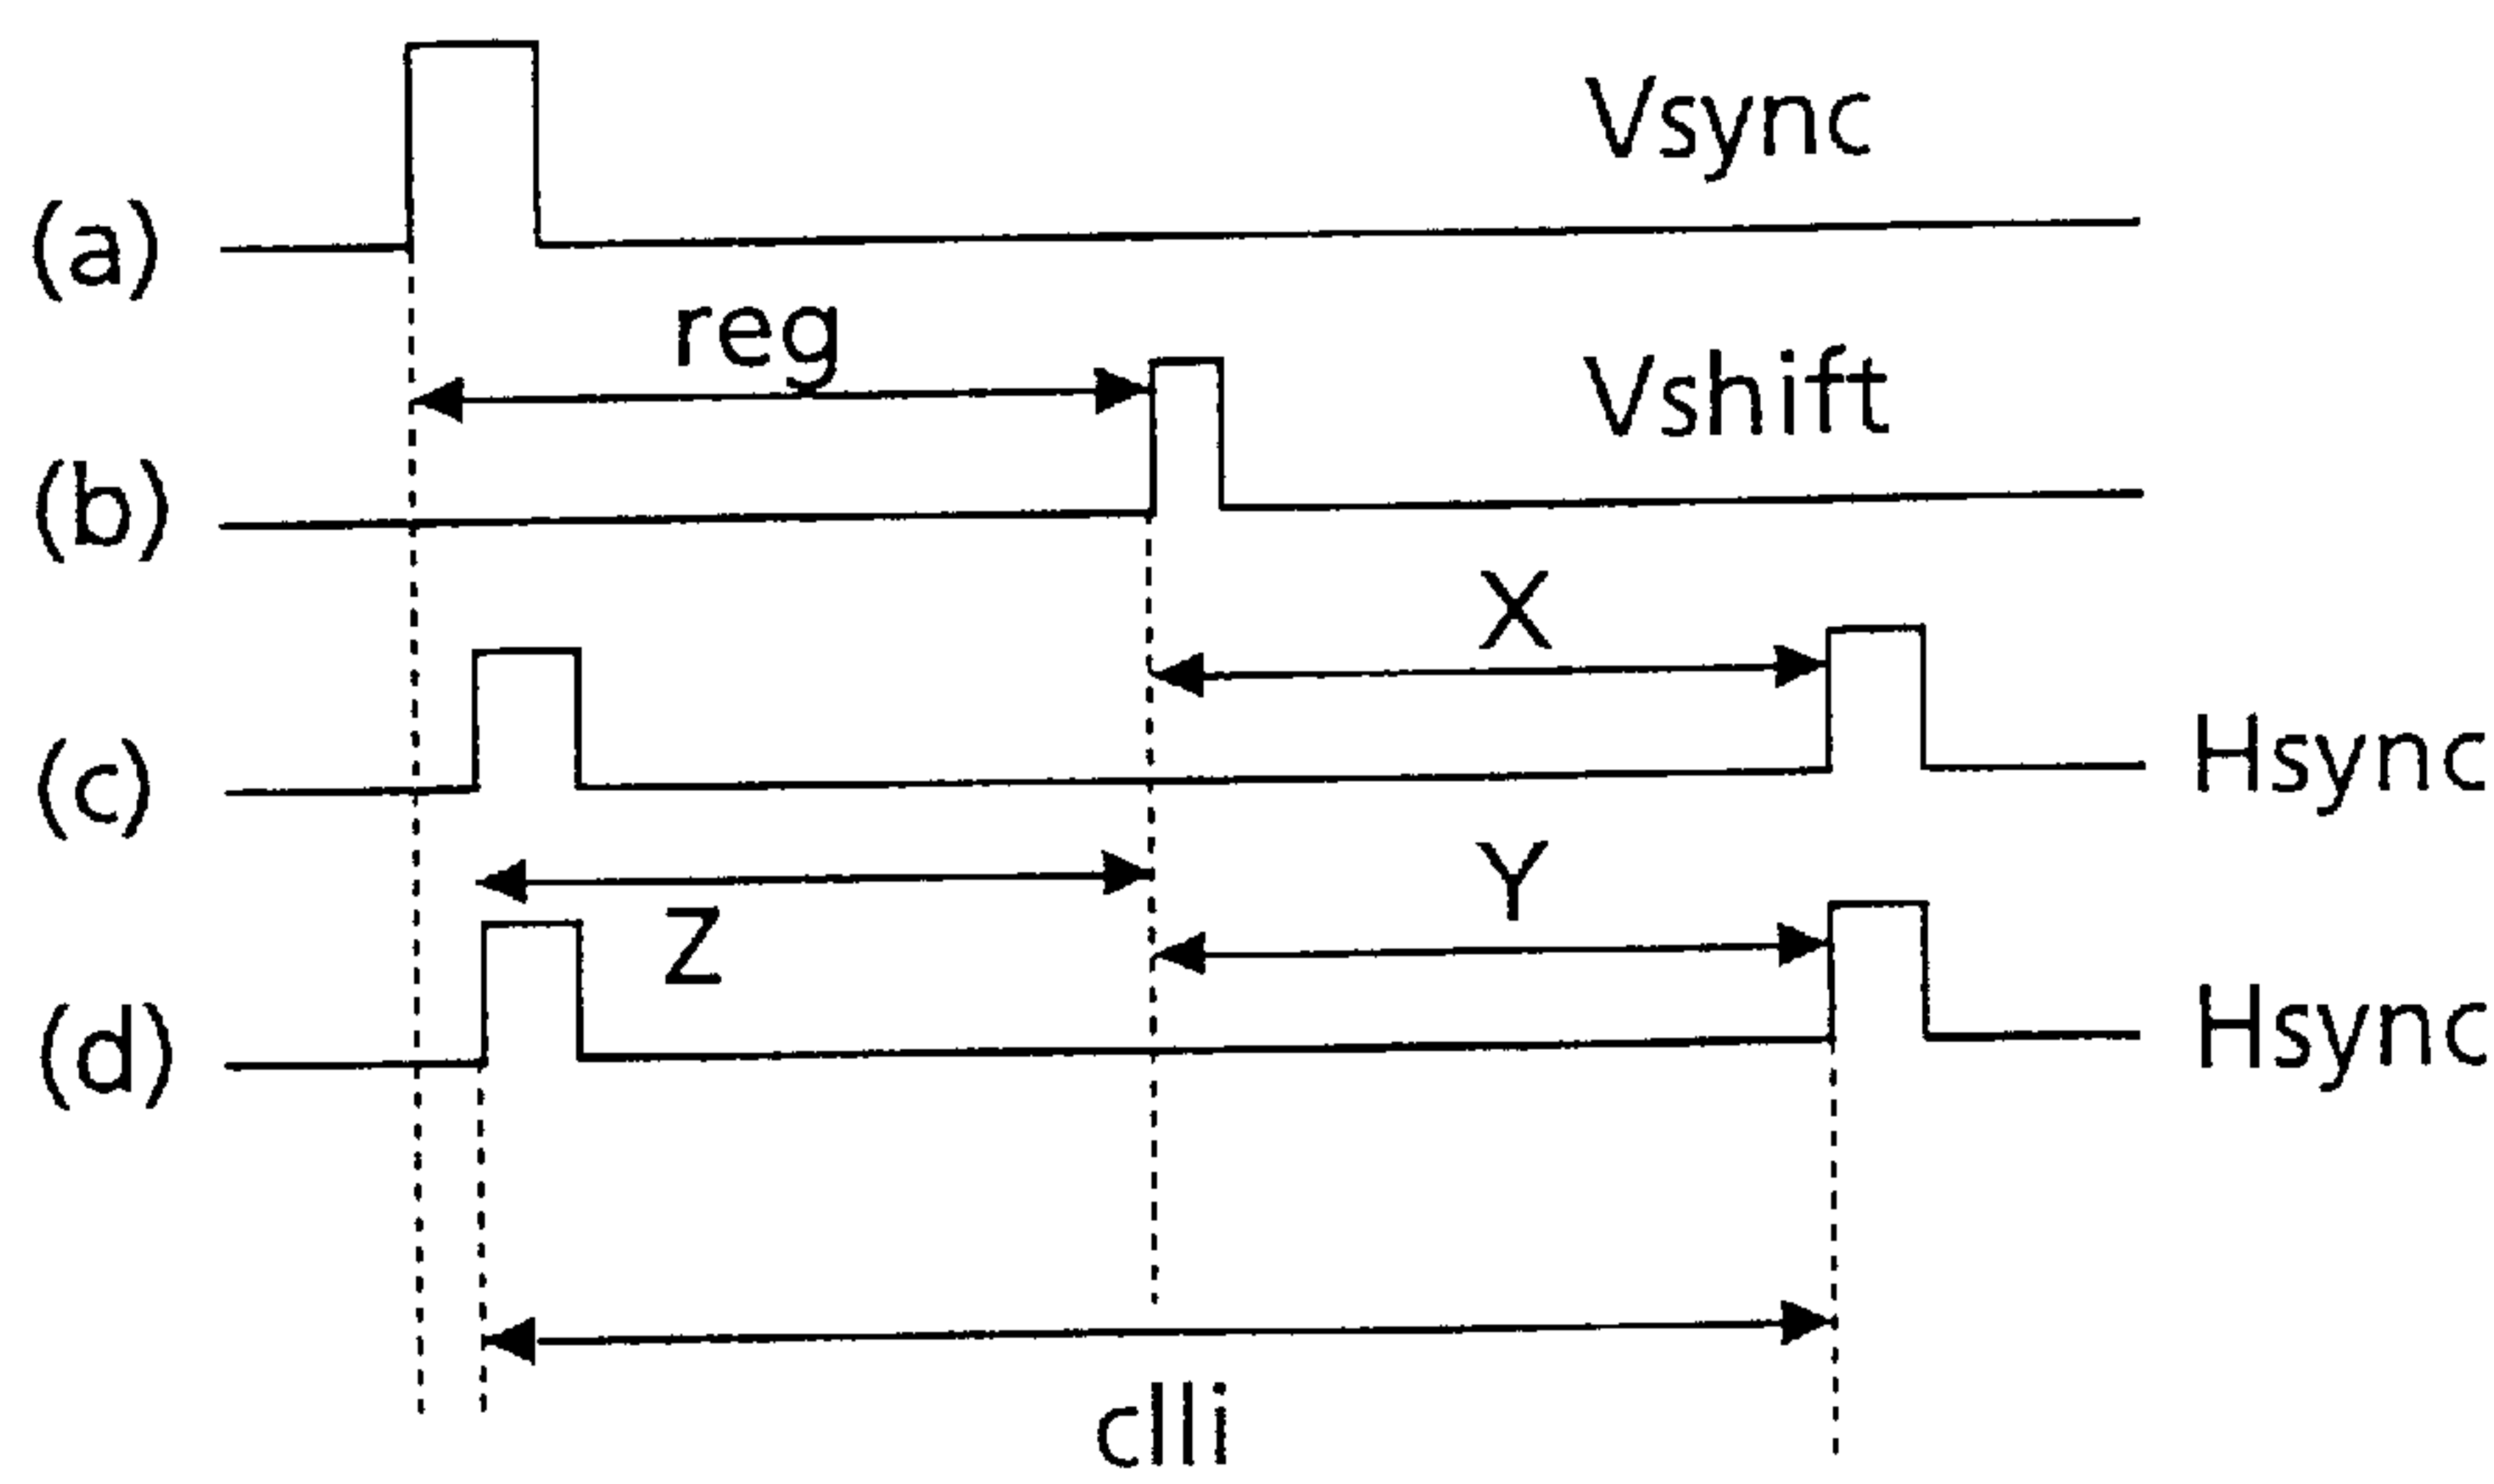 Vsync
(a)
reg
Vshift
(b)
X
(c)
Hsync
Z
Y
(d)
Hsync
clli